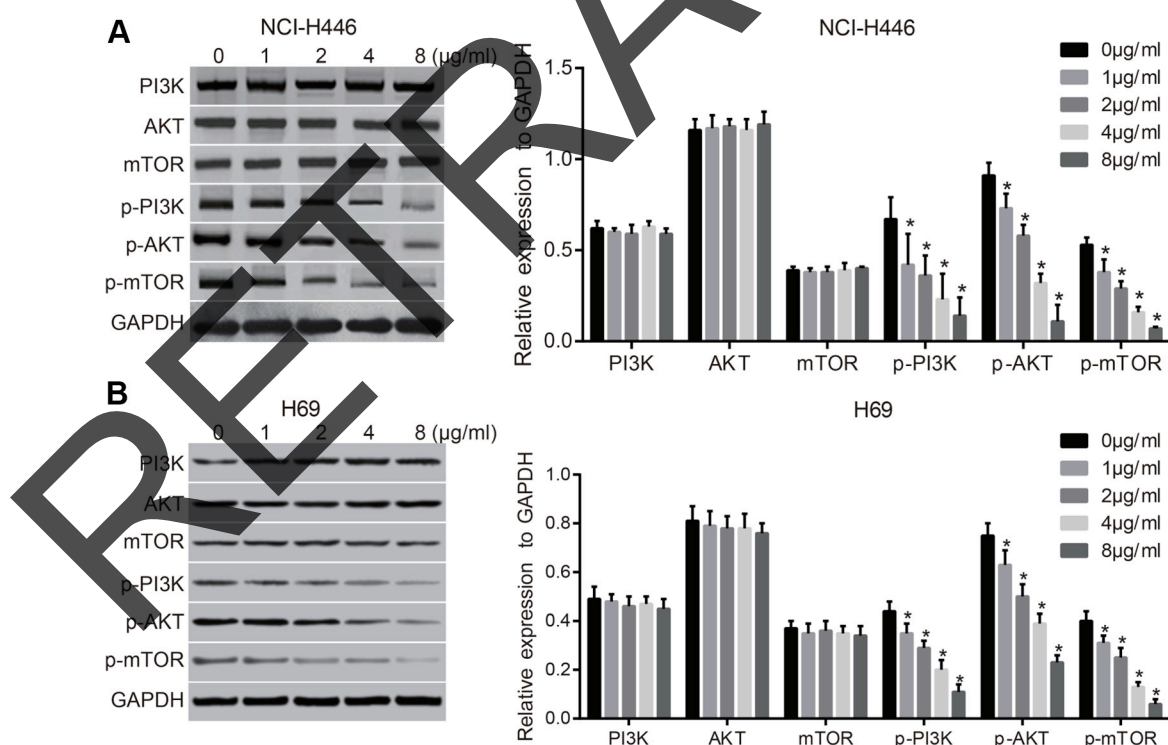 A
NCI-H446
0 1 2 4 8 (µg/ml)
PI3K
AKT
mTOR
p-PI3K
p-AKT
p-mTOR
GAPDH
NCI-H446
Relative expression to GAPDH
1.5
1.0
0.5
0.0
PI3K AKT mTOR p-PI3K p-AKT p-mTOR
* * * * * * * * * * * *
0µg/ml
1µg/ml
2µg/ml
4µg/ml
8µg/ml
B
H69
0 1 2 4 8 (µg/ml)
PI3K
AKT
mTOR
p-PI3K
p-AKT
p-mTOR
GAPDH
H69
Relative expression to GAPDH
1.0
0.8
0.6
0.4
0.2
0.0
PI3K AKT mTOR p-PI3K p-AKT p-mTOR
* * * * * * * * * * * *
0µg/ml
1µg/ml
2µg/ml
4µg/ml
8µg/ml
RETRA